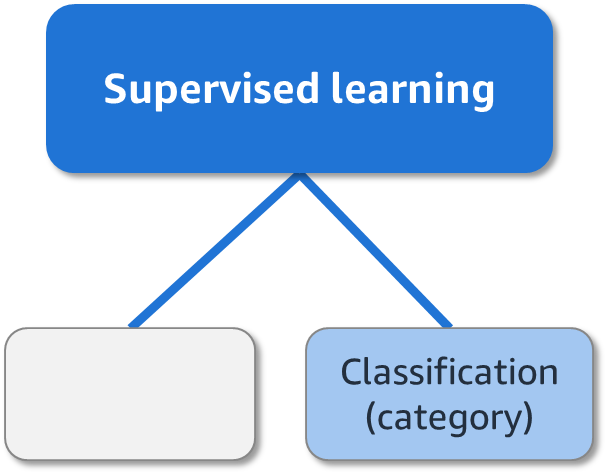 Supervised learning
Classification
(category)